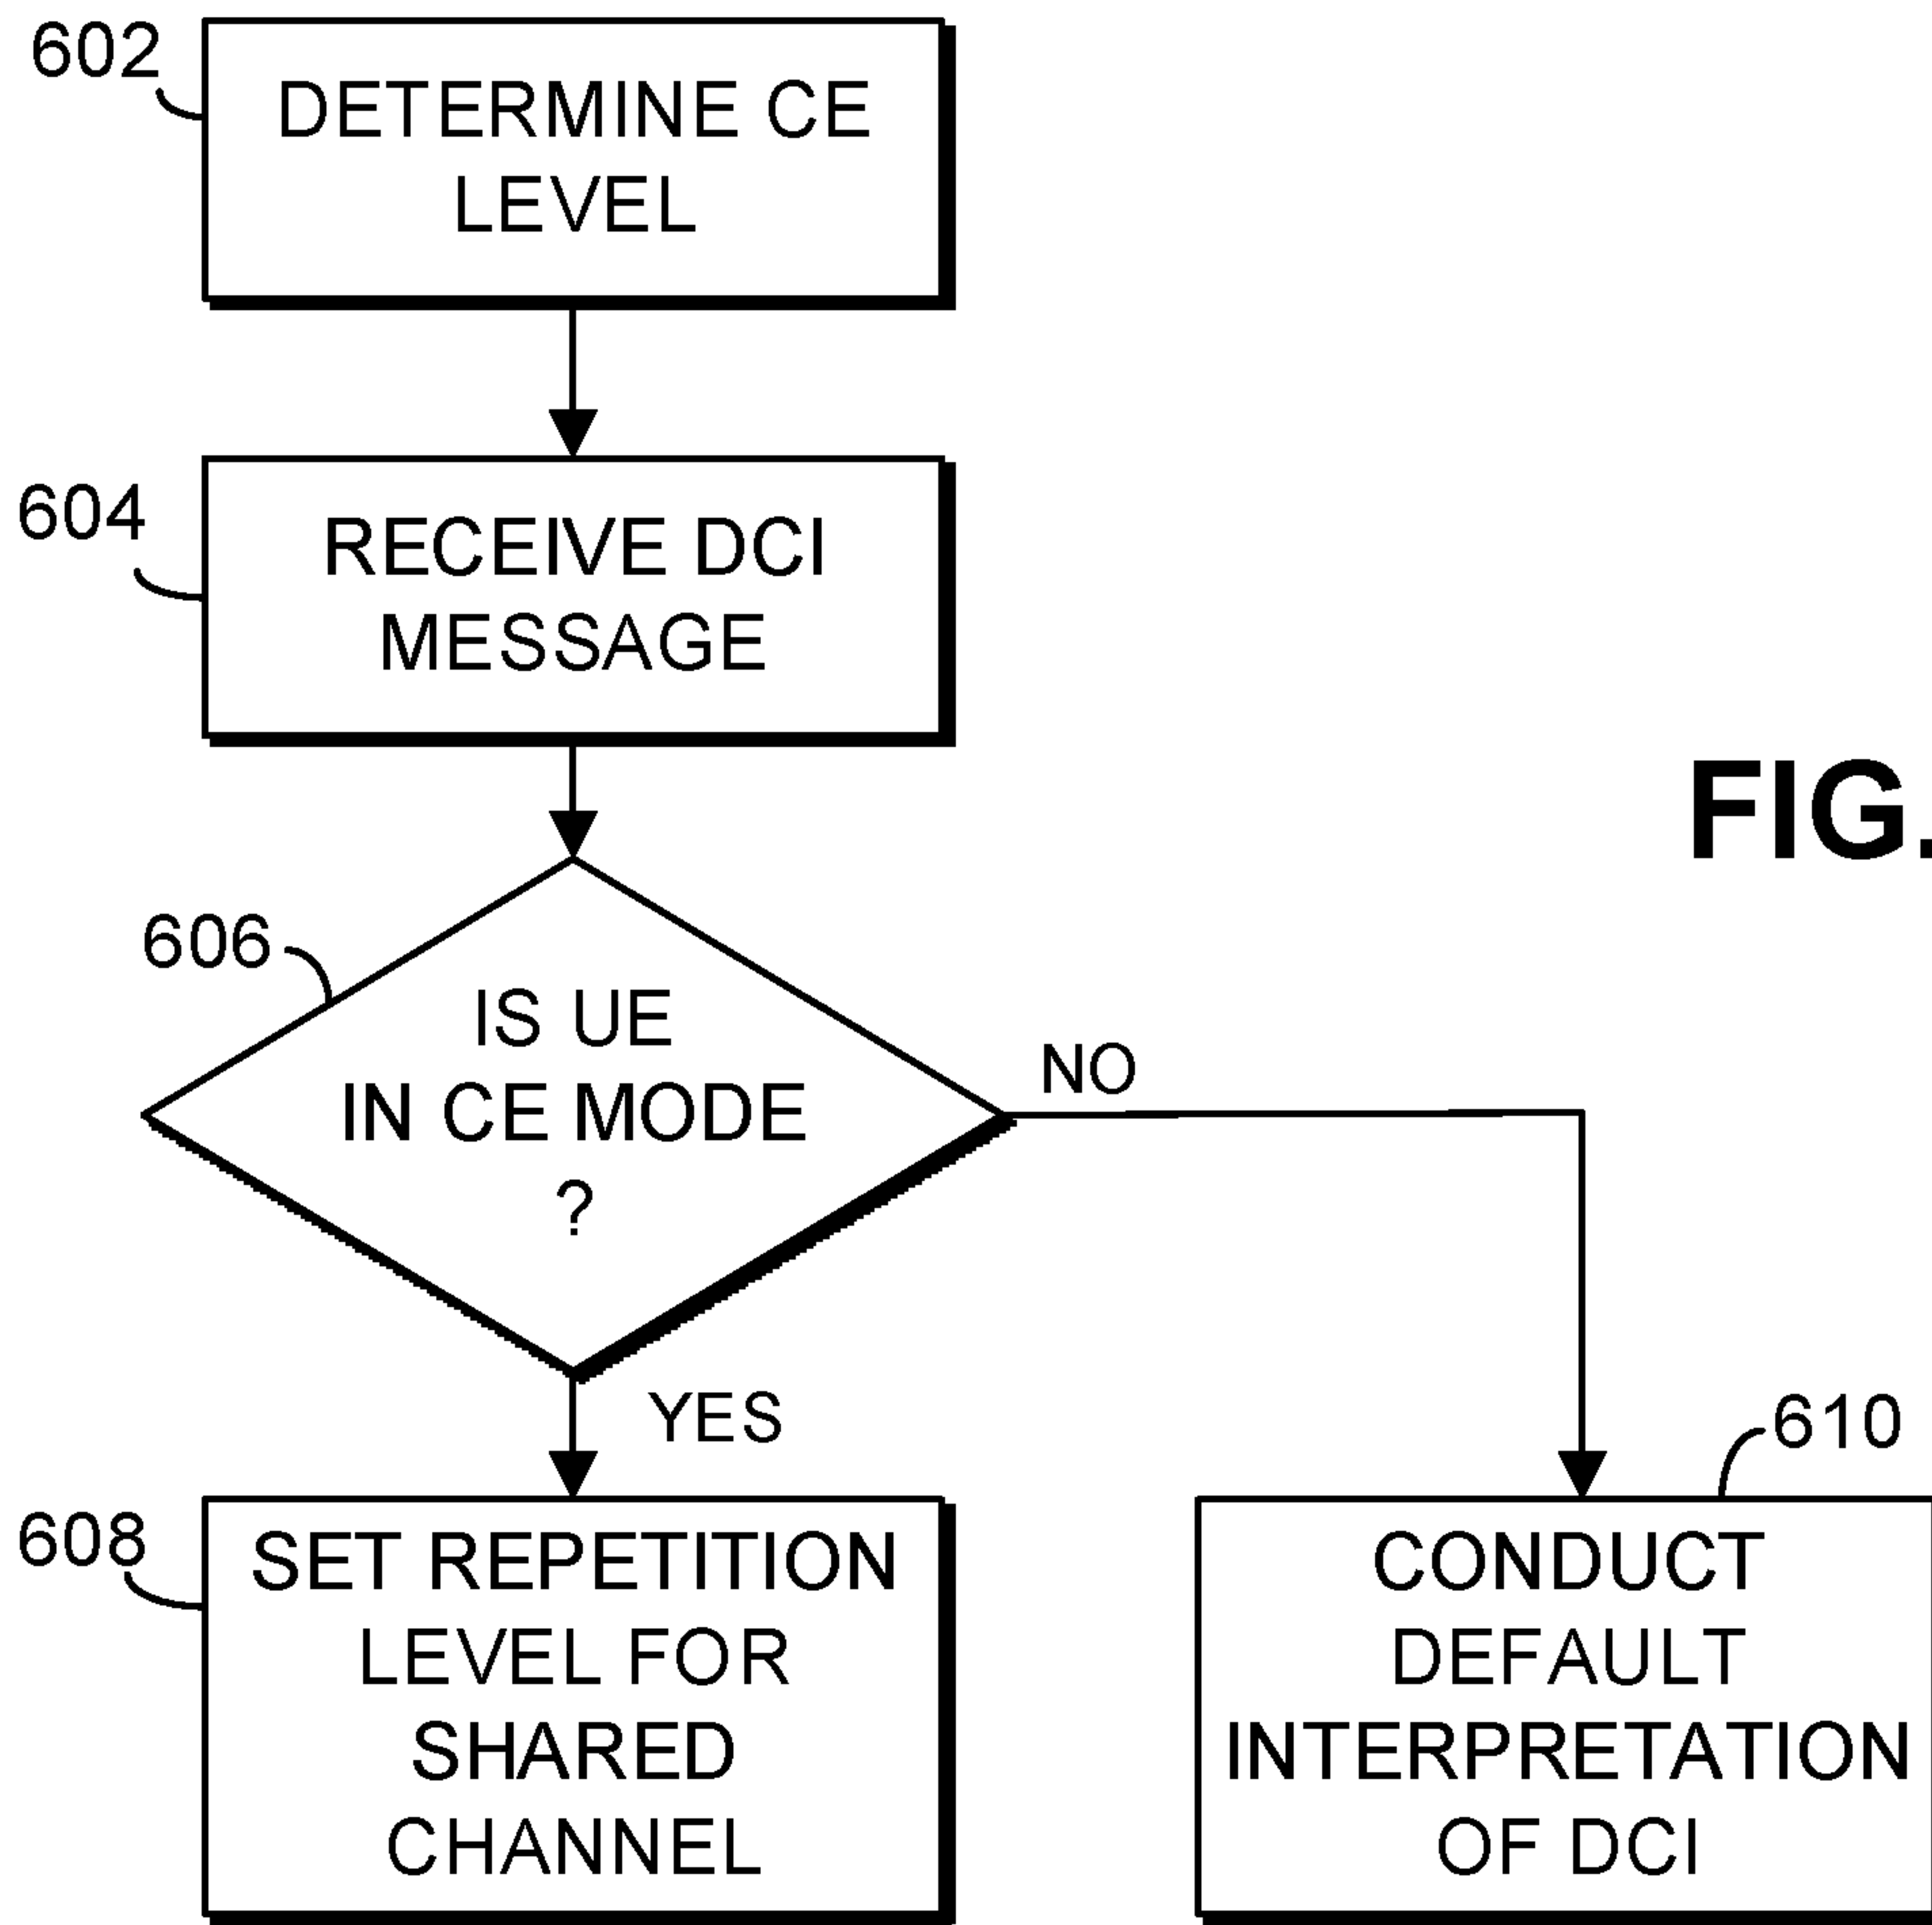 602
DETERMINE CE
LEVEL
604
RECEIVE DCI
MESSAGE
FIG.
606
IS UE
IN CE MODE
?
NO
YES
610
608
SET REPETITION
LEVEL FOR
SHARED
CHANNEL
CONDUCT
DEFAULT
INTERPRETATION
OF DCI